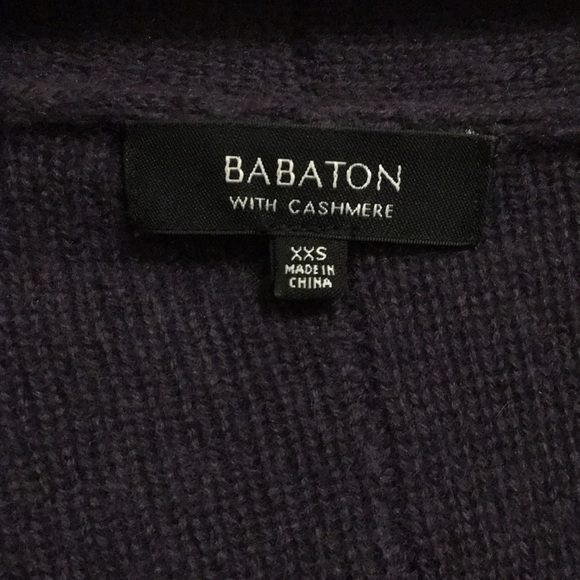 BABATON
WITH CASHMERE
XXS
MADE IN
CHINA